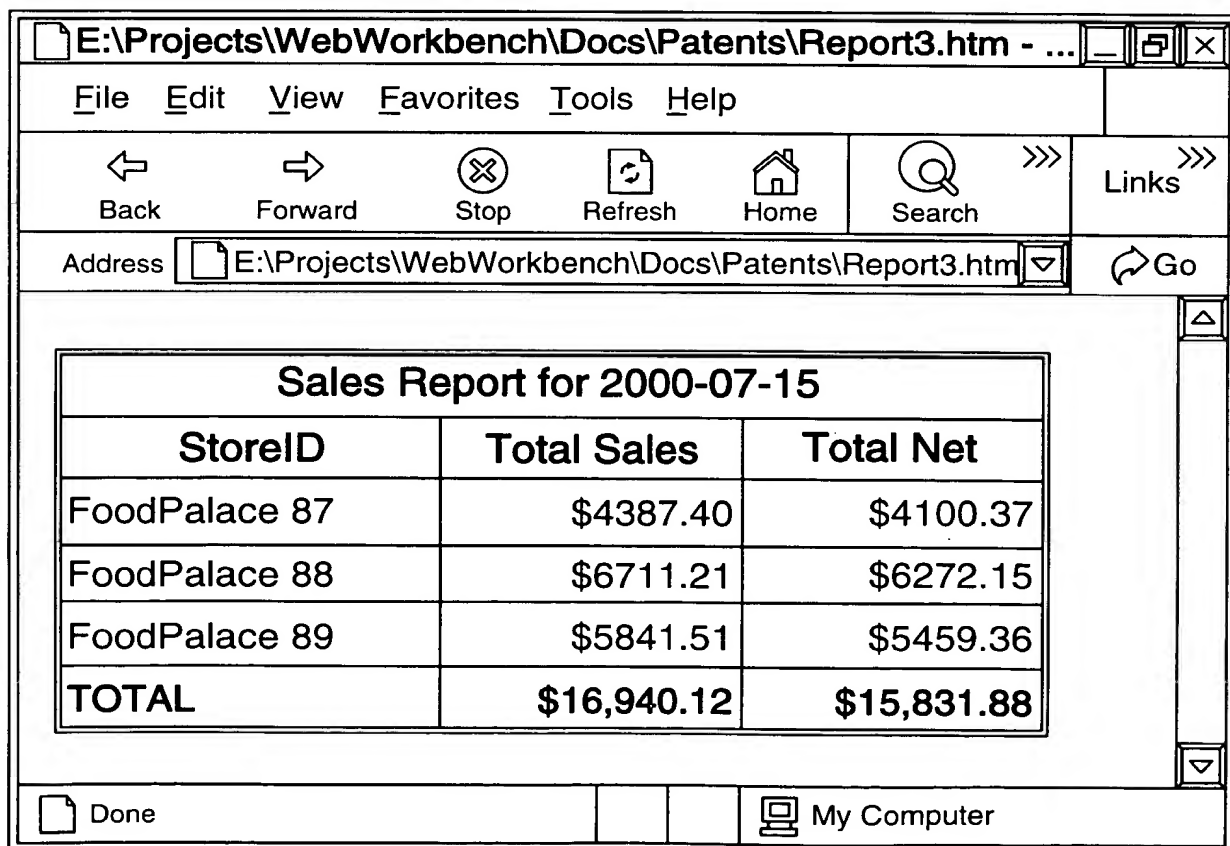 E:\Projects\WebWorkbench\Docs\Patents\Report3.htm - ...
File Edit View Favorites Tools Help
Back Forward Stop Refresh Home Search >>> Links >>>
Address E:\Projects\WebWorkbench\Docs\Patents\Report3.htm Go
Sales Report for 2000-07-15
StoreID Total Sales Total Net
FoodPalace 87 $4387.40 $4100.37
FoodPalace 88 $6711.21 $6272.15
FoodPalace 89 $5841.51 $5459.36
TOTAL $16,940.12 $15,831.88
Done My Computer